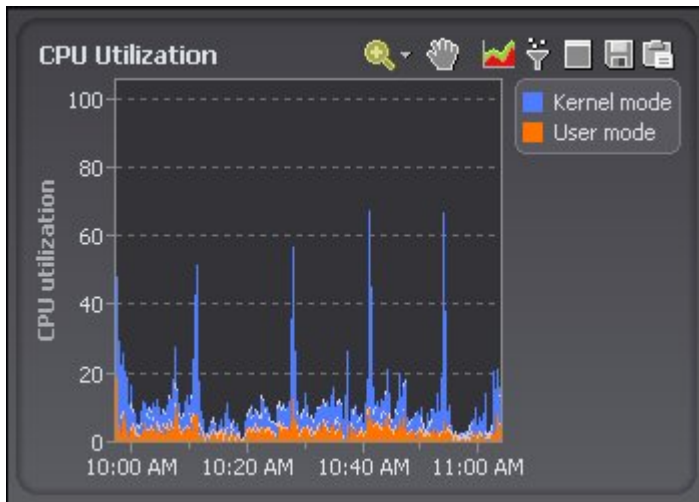 CPU Utilization
Kernel mode
User mode
CPU utilization
100
80
60
40
20
0
10:00 AM 10:20 AM 10:40 AM 11:00 AM